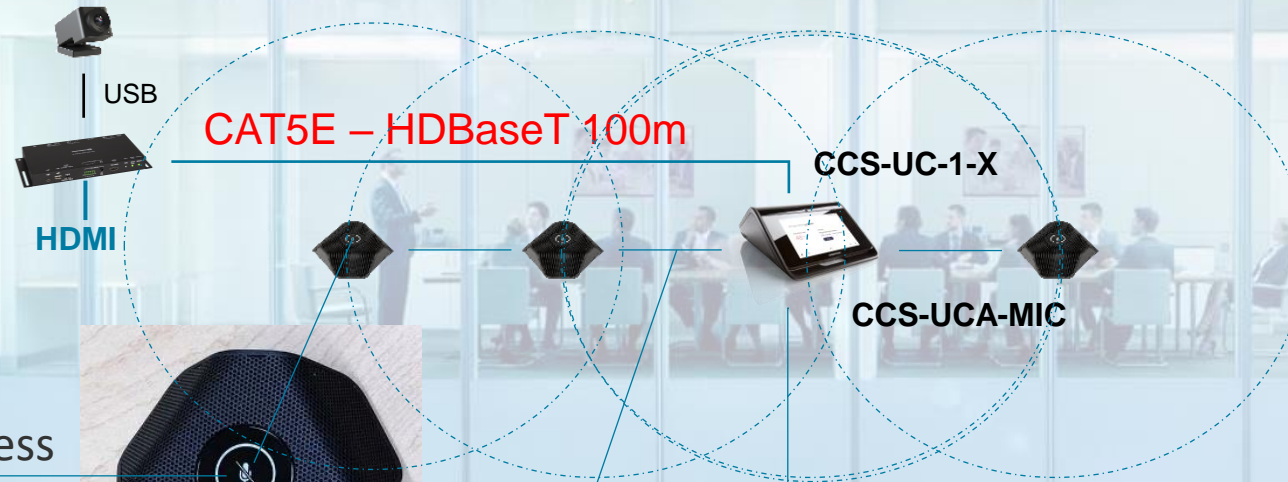 USB
CAT5E – HDBaseT 100m
CCS-UC-1-X
HDMI
CCS-UCA-MIC
ess